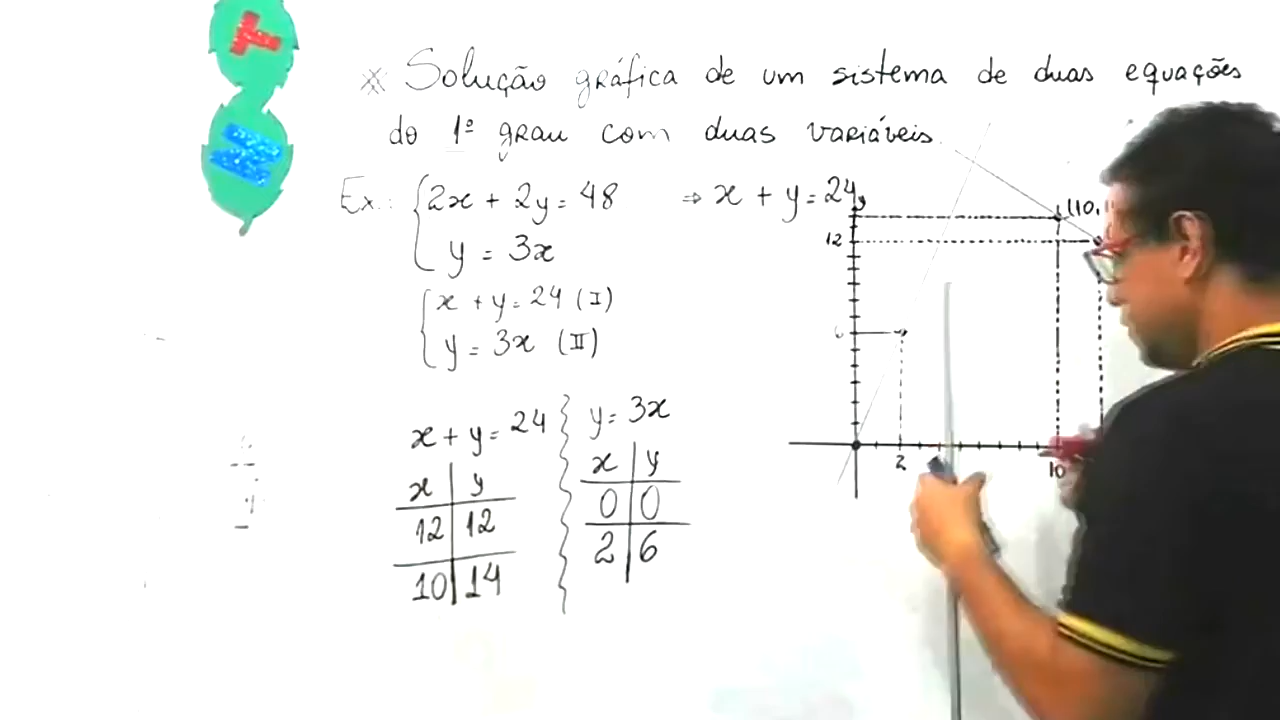 T
M
* Solução gráfica de um sistema de duas equações
do 1º grau com duas variáveis.
Ex.: { 2x + 2y = 48 ⇒ x + y = 24
y = 3x
{ x + y = 24 (I)
y = 3x (II)
x + y = 24
x y
12 12
10 14
y = 3x
x y
0 0
2 6
y
(10,
12
6
2
10